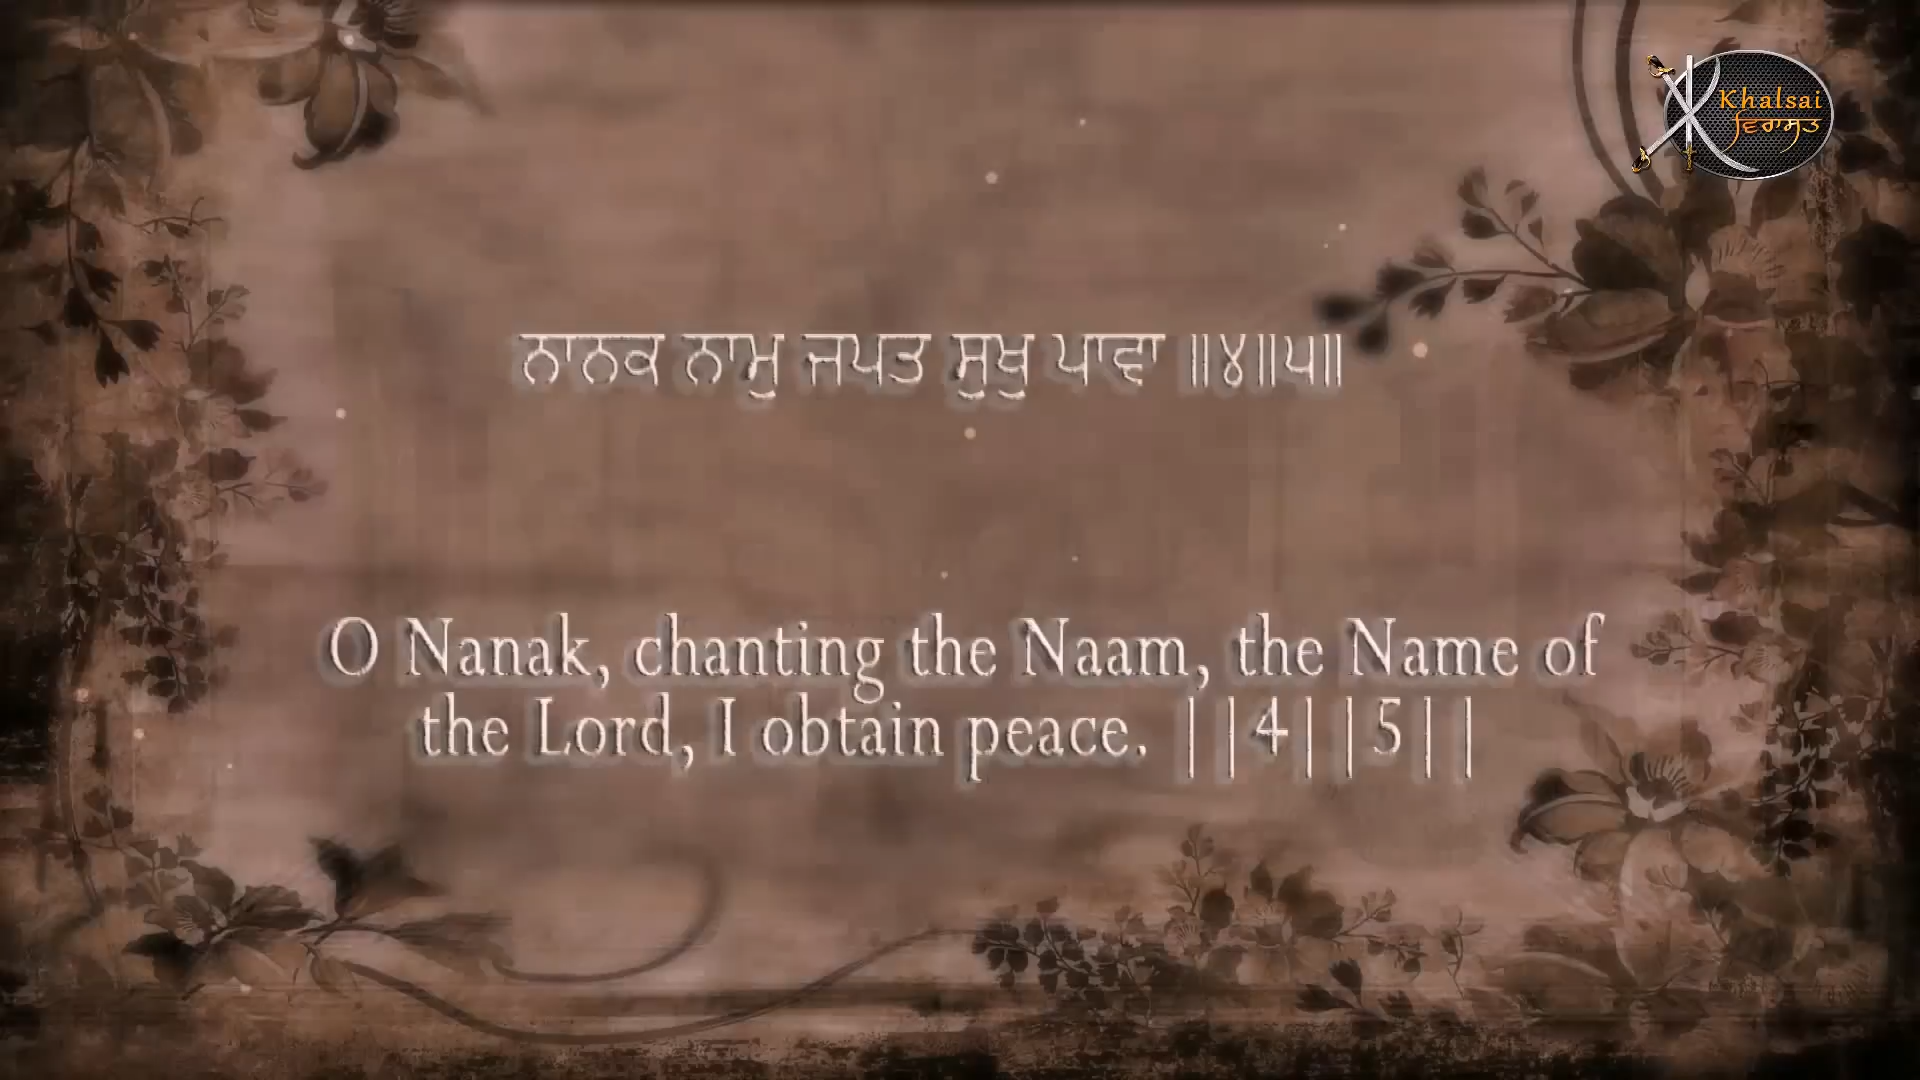 Khalsai
ਵਿਰਾਸਤ
ਨਾਨਕ ਨਾਮੁ ਜਪਤ ਸੁਖੁ ਪਾਵਾ ॥੪॥੫॥
O Nanak, chanting the Naam, the Name of
the Lord, I obtain peace. ||4||5||